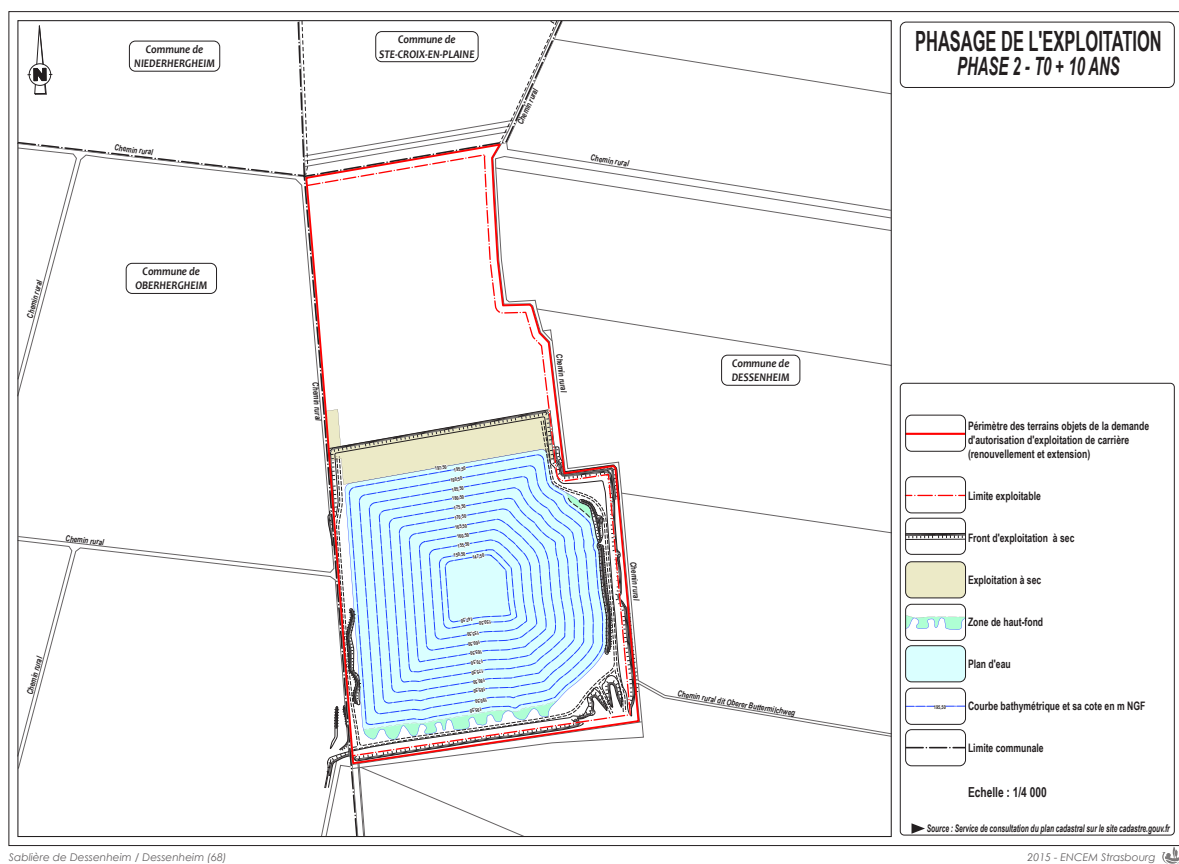 PHASAGE DE L'EXPLOITATION
PHASE 2 - T0 + 10 ANS
N
Commune de
NIEDERHERGHEIM
Commune de
STE-CROIX-EN-PLAINE
Chemin rural
Chemin rural
Chemin rural
Commune de
OBERHERGHEIM
Chemin rural
Commune de
DESSENHEIM
Chemin rural
Chemin rural
Chemin rural
Chemin rural
Chemin rural
Chemin rural dit Oberer Buttermilchweg
Périmètre des terrains objets de la demande
d'autorisation d'exploitation de carrière
(renouvellement et extension)
Limite exploitable
Front d'exploitation à sec
Exploitation à sec
Zone de haut-fond
Plan d'eau
Courbe bathymétrique et sa cote en m NGF
Limite communale
Echelle : 1/4 000
Source : Service de consultation du plan cadastral sur le site cadastre.gouv.fr
Sablière de Dessenheim / Dessenheim (68)
2015 - ENCEM Strasbourg